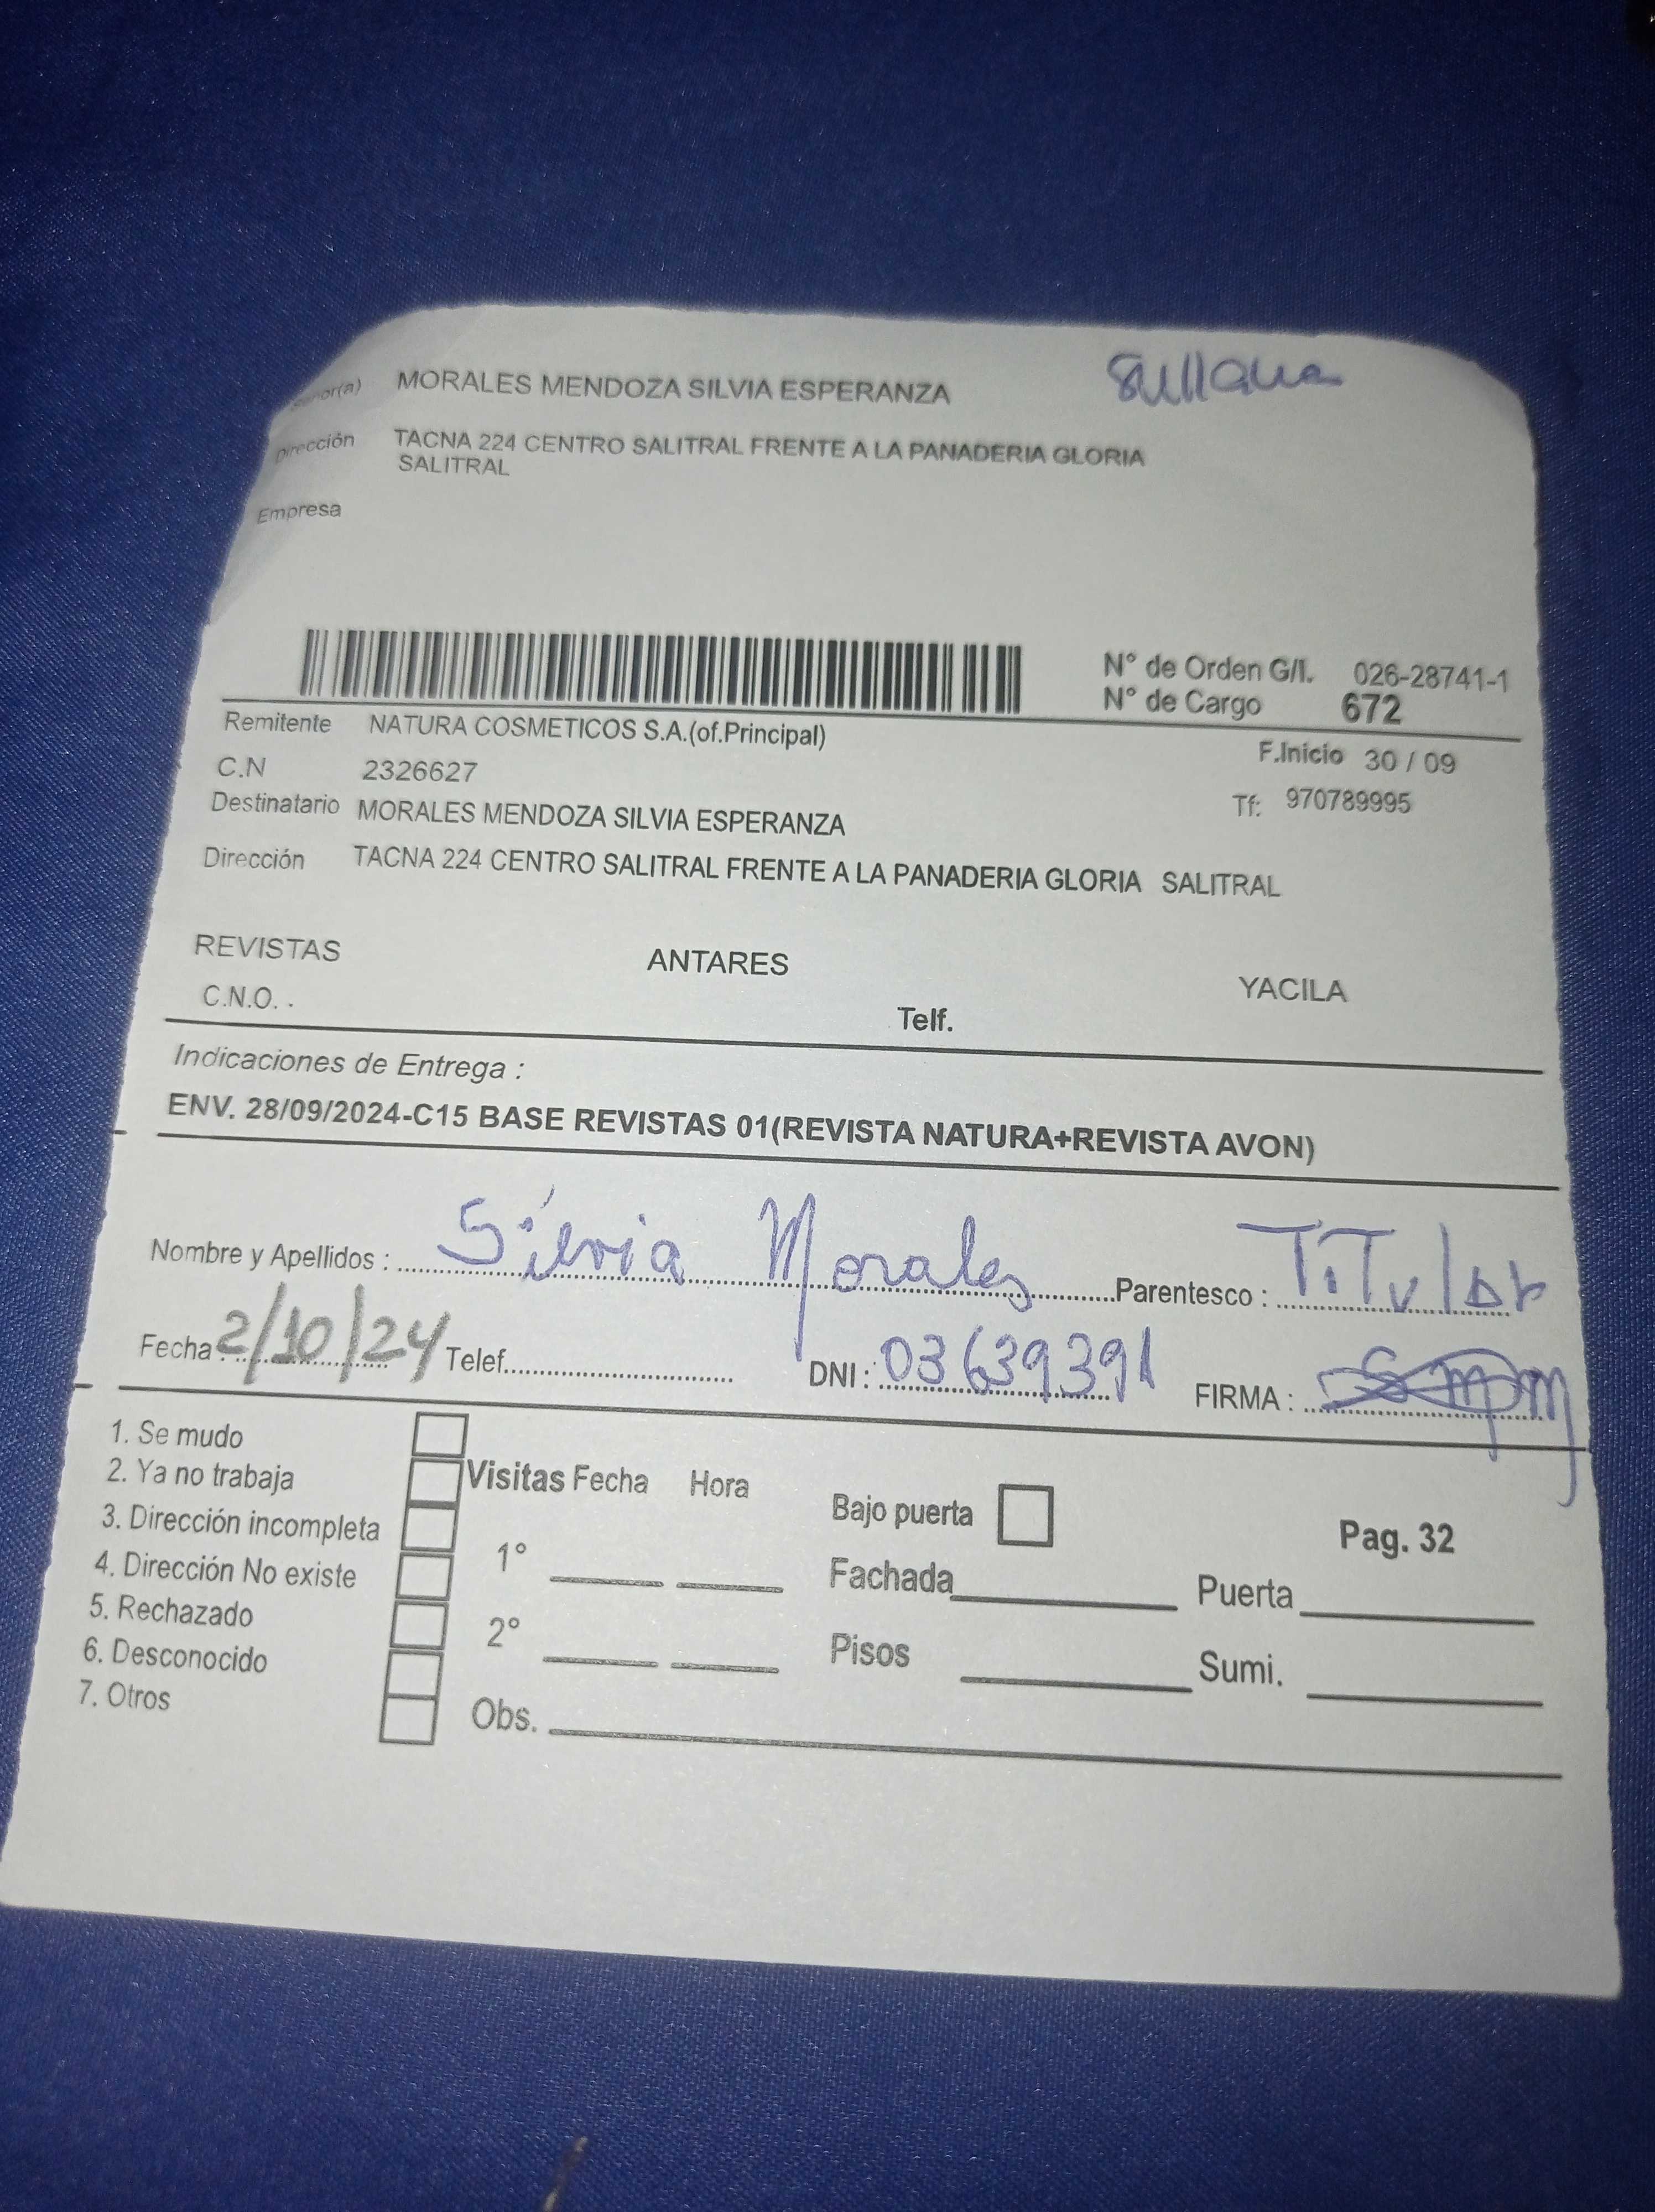 Señor(a) MORALES MENDOZA SILVIA ESPERANZA Sullana
Dirección TACNA 224 CENTRO SALITRAL FRENTE A LA PANADERIA GLORIA
SALITRAL
Empresa
N° de Orden G/I. 026-28741-1
N° de Cargo 672
Remitente NATURA COSMETICOS S.A.(of.Principal)
F.Inicio 30 / 09
C.N 2326627
Tf: 970789995
Destinatario MORALES MENDOZA SILVIA ESPERANZA
Dirección TACNA 224 CENTRO SALITRAL FRENTE A LA PANADERIA GLORIA SALITRAL
REVISTAS ANTARES YACILA
C.N.O. . Telf.
Indicaciones de Entrega :
ENV. 28/09/2024-C15 BASE REVISTAS 01(REVISTA NATURA+REVISTA AVON)
Nombre y Apellidos : Silvia Morales Parentesco : TiTular
Fecha : 2/10/24 Telef. DNI : 03639391 FIRMA :
1. Se mudo
2. Ya no trabaja Visitas Fecha Hora Bajo puerta Pag. 32
3. Dirección incompleta
4. Dirección No existe 1° Fachada Puerta
5. Rechazado
6. Desconocido 2° Pisos Sumi.
7. Otros Obs.